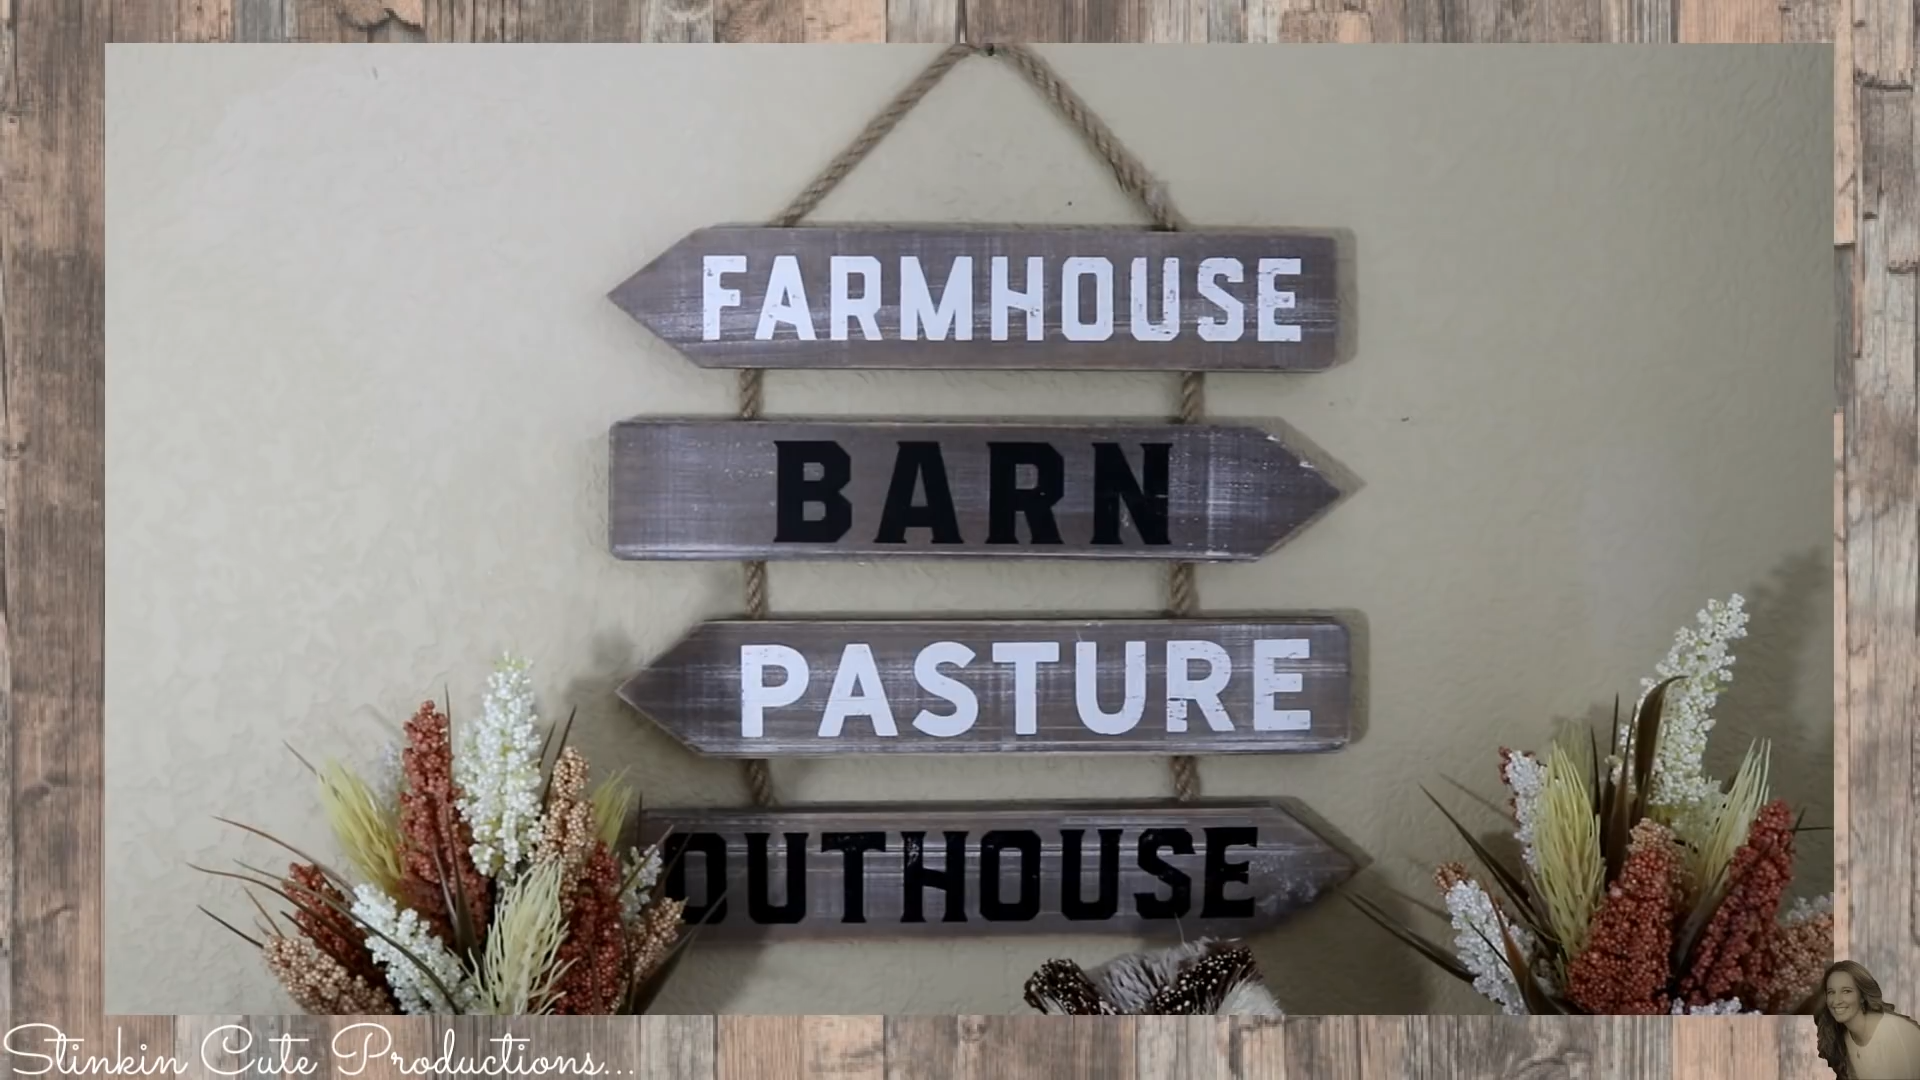 FARMHOUSE
BARN
PASTURE
OUTHOUSE
Stinkin Cute Productions...